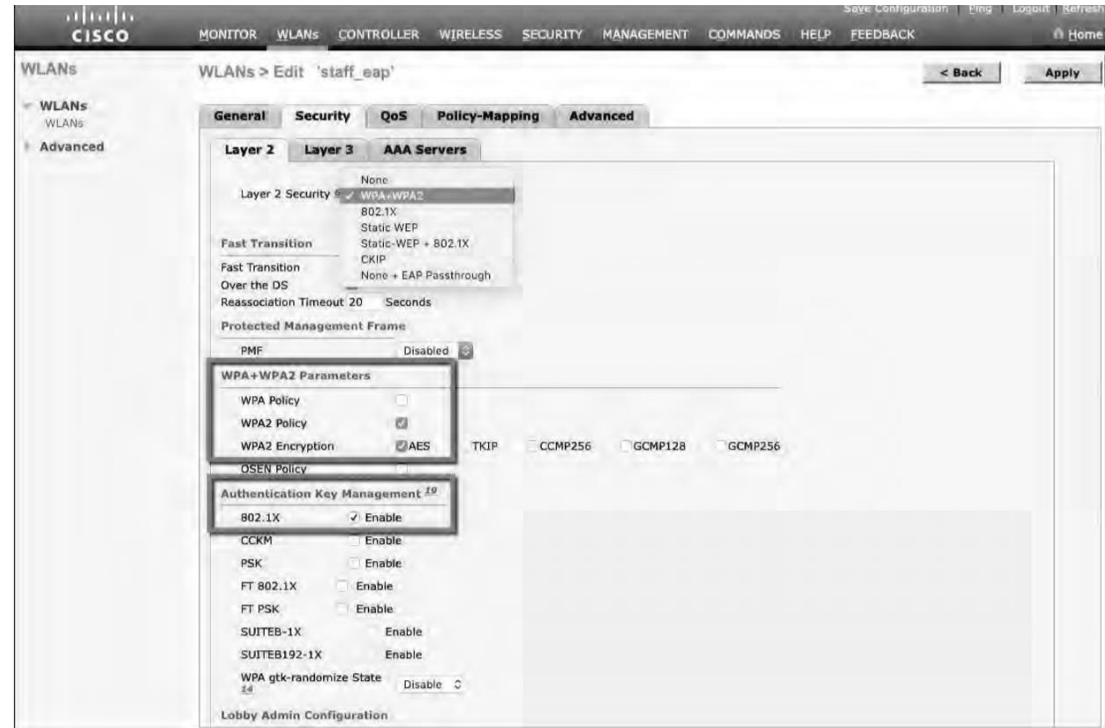 Save Configuration Ping Logout Refresh
CISCO MONITOR WLANs CONTROLLER WIRELESS SECURITY MANAGEMENT COMMANDS HELP FEEDBACK Home
WLANs WLANs > Edit 'staff_eap' < Back Apply
WLANs
WLANs
Advanced
General Security QoS Policy-Mapping Advanced
Layer 2 Layer 3 AAA Servers
Layer 2 Security
None
WPA+WPA2
802.1X
Static WEP
Static-WEP + 802.1X
CKIP
None + EAP Passthrough
Fast Transition
Fast Transition
Over the DS
Reassociation Timeout 20 Seconds
Protected Management Frame
PMF Disabled
WPA+WPA2 Parameters
WPA Policy
WPA2 Policy
WPA2 Encryption AES TKIP CCMP256 GCMP128 GCMP256
OSEN Policy
Authentication Key Management 19
802.1X Enable
CCKM Enable
PSK Enable
FT 802.1X Enable
FT PSK Enable
SUITEB-1X Enable
SUITEB192-1X Enable
WPA gtk-randomize State Disable
14
Lobby Admin Configuration